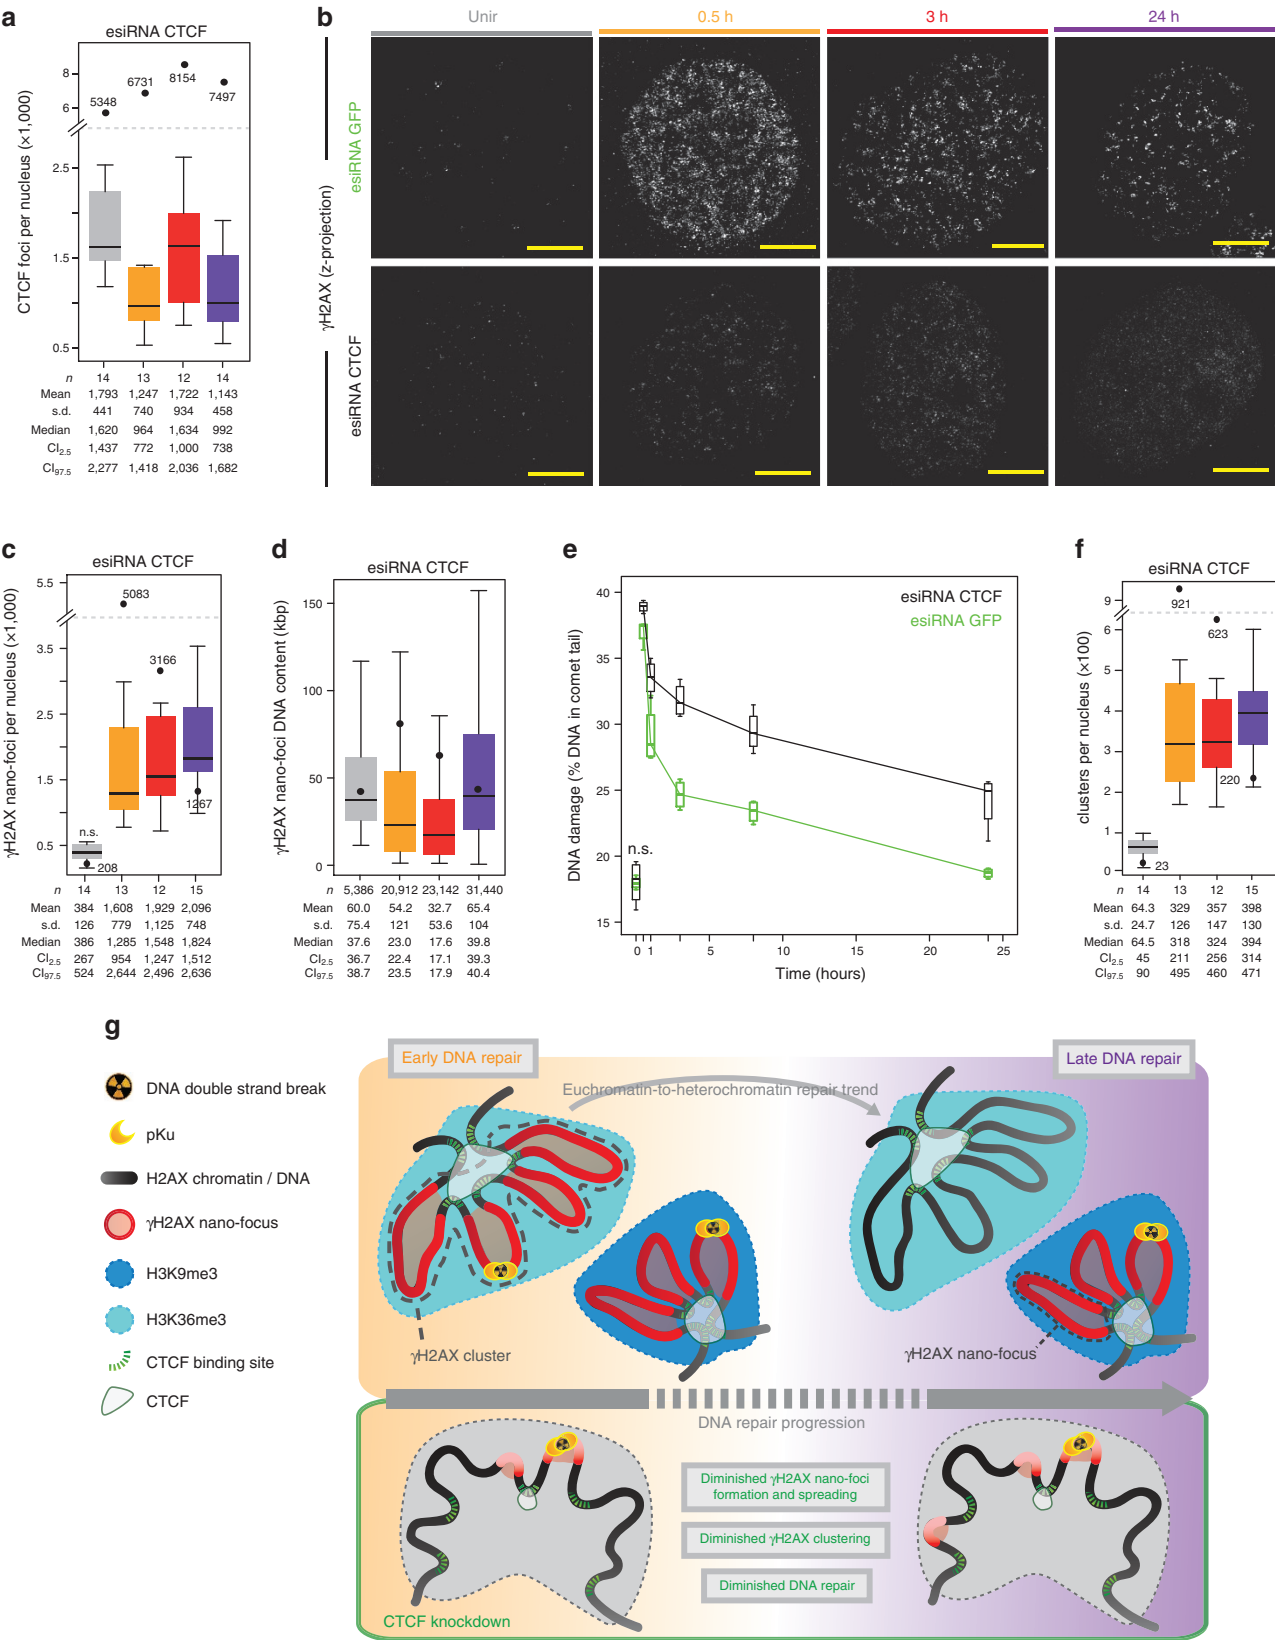 a
esiRNA CTCF
CTCF foci per nucleus (×1,000)
8
6
2.5
1.5
0.5
5348
6731
8154
7497
n 14 13 12 14
Mean 1,793 1,247 1,722 1,143
s.d. 441 740 934 458
Median 1,620 964 1,634 992
CI2.5 1,437 772 1,000 738
CI97.5 2,277 1,418 2,036 1,682
b
Unir 0.5 h 3 h 24 h
γH2AX (z-projection)
esiRNA GFP
esiRNA CTCF
c
esiRNA CTCF
γH2AX nano-foci per nucleus (×1,000)
5.5
3.5
2.5
1.5
0.5
5083
3166
1267
n.s.
208
n 14 13 12 15
Mean 384 1,608 1,929 2,096
s.d. 126 779 1,125 748
Median 386 1,285 1,548 1,824
CI2.5 267 954 1,247 1,512
CI97.5 524 2,644 2,496 2,636
d
esiRNA CTCF
γH2AX nano-foci DNA content (kbp)
150
100
50
0
n 5,386 20,912 23,142 31,440
Mean 60.0 54.2 32.7 65.4
s.d. 75.4 121 53.6 104
Median 37.6 23.0 17.6 39.8
CI2.5 36.7 22.4 17.1 39.3
CI97.5 38.7 23.5 17.9 40.4
e
DNA damage (% DNA in comet tail)
40
35
30
25
20
15
esiRNA CTCF
esiRNA GFP
n.s.
0 1 5 10 15 20 25
Time (hours)
f
esiRNA CTCF
clusters per nucleus (×100)
9
6
5
4
3
2
1
0
921
623
220
23
n 14 13 12 15
Mean 64.3 329 357 398
s.d. 24.7 126 147 130
Median 64.5 318 324 394
CI2.5 45 211 256 314
CI97.5 90 495 460 471
g
DNA double strand break
pKu
H2AX chromatin / DNA
γH2AX nano-focus
H3K9me3
H3K36me3
CTCF binding site
CTCF
Early DNA repair
Late DNA repair
Euchromatin-to-heterochromatin repair trend
γH2AX cluster
γH2AX nano-focus
DNA repair progression
Diminished γH2AX nano-foci
formation and spreading
Diminished γH2AX clustering
Diminished DNA repair
CTCF knockdown